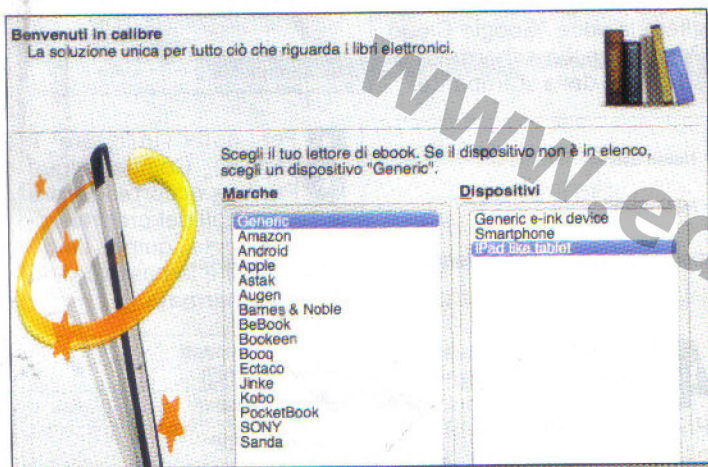 Benvenuti in calibre
La soluzione unica per tutto ciò che riguarda i libri elettronici.
Scegli il tuo lettore di ebook. Se il dispositivo non è in elenco,
scegli un dispositivo "Generic".
Marche
Generic
Amazon
Android
Apple
Astak
Augen
Barnes & Noble
BeBook
Bookeen
Booq
Ectaco
Jinke
Kobo
PocketBook
SONY
Sanda
Dispositivi
Generic e-ink device
Smartphone
iPad like tablet
www.ed